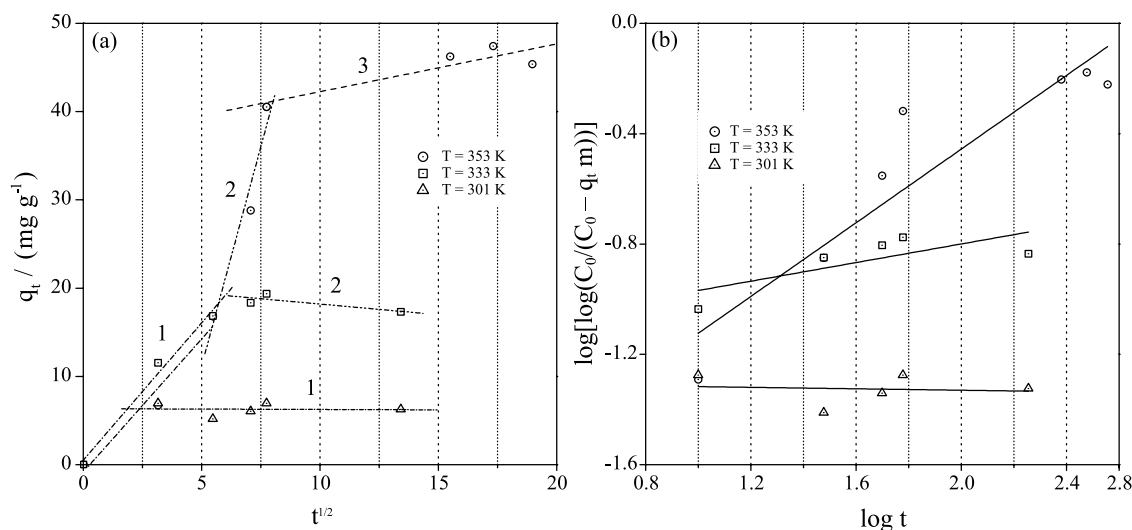 (a)
50
40
30
20
10
0
q_t / (mg g^{-1})
0
5
10
15
20
t^{1/2}
1
2
3
2
1
T = 353 K
T = 333 K
T = 301 K
(b)
0.0
-0.4
-0.8
-1.2
-1.6
log[log(C_0/(C_0 – q_t m))]
0.8
1.2
1.6
2.0
2.4
2.8
log t
T = 353 K
T = 333 K
T = 301 K